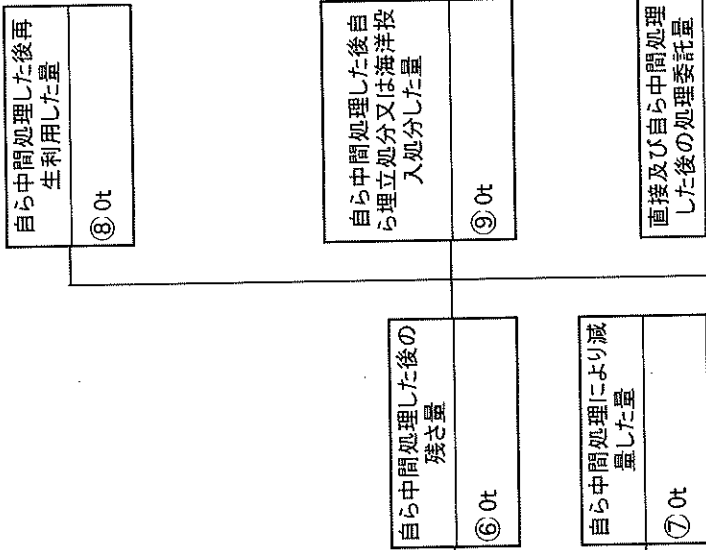 自ら中間処理した後再
生利用した量
⑧ 0t
自ら中間処理した後自
ら埋立処分又は海洋投
入処分した量
⑨ 0t
直接及び自ら中間処理
した後の処理委託量
自ら中間処理した後の
残さ量
⑥ 0t
自ら中間処理により減
量した量
⑦ 0t